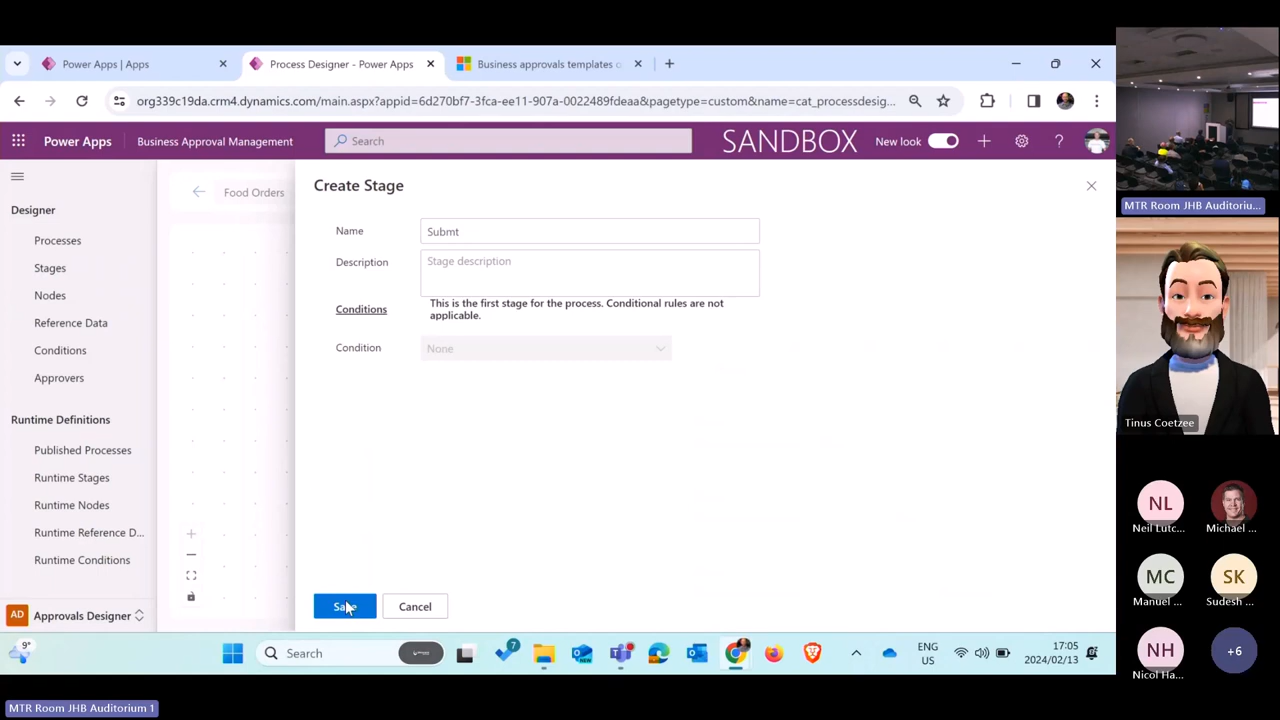 Power Apps | Apps
Process Designer - Power Apps
Business approvals templates o
org339c19da.crm4.dynamics.com/main.aspx?appid=6d270bf7-3fca-ee11-907a-0022489fdeaa&pagetype=custom&name=cat_processdesig...
Power Apps
Business Approval Management
Search
SANDBOX
New look
Designer
Processes
Stages
Nodes
Reference Data
Conditions
Approvers
Runtime Definitions
Published Processes
Runtime Stages
Runtime Nodes
Runtime Reference D...
Runtime Conditions
AD
Approvals Designer
Food Orders
Create Stage
Name
Submt
Description
Stage description
Conditions
This is the first stage for the process. Conditional rules are not
applicable.
Condition
None
Save
Cancel
MTR Room JHB Auditoriu...
Tinus Coetzee
NL
Neil Lutc...
Michael ...
MC
Manuel ...
SK
Sudesh ...
NH
Nicol Ha...
+6
9°
Search
7
NEW
ENG
US
17:05
2024/02/13
MTR Room JHB Auditorium 1